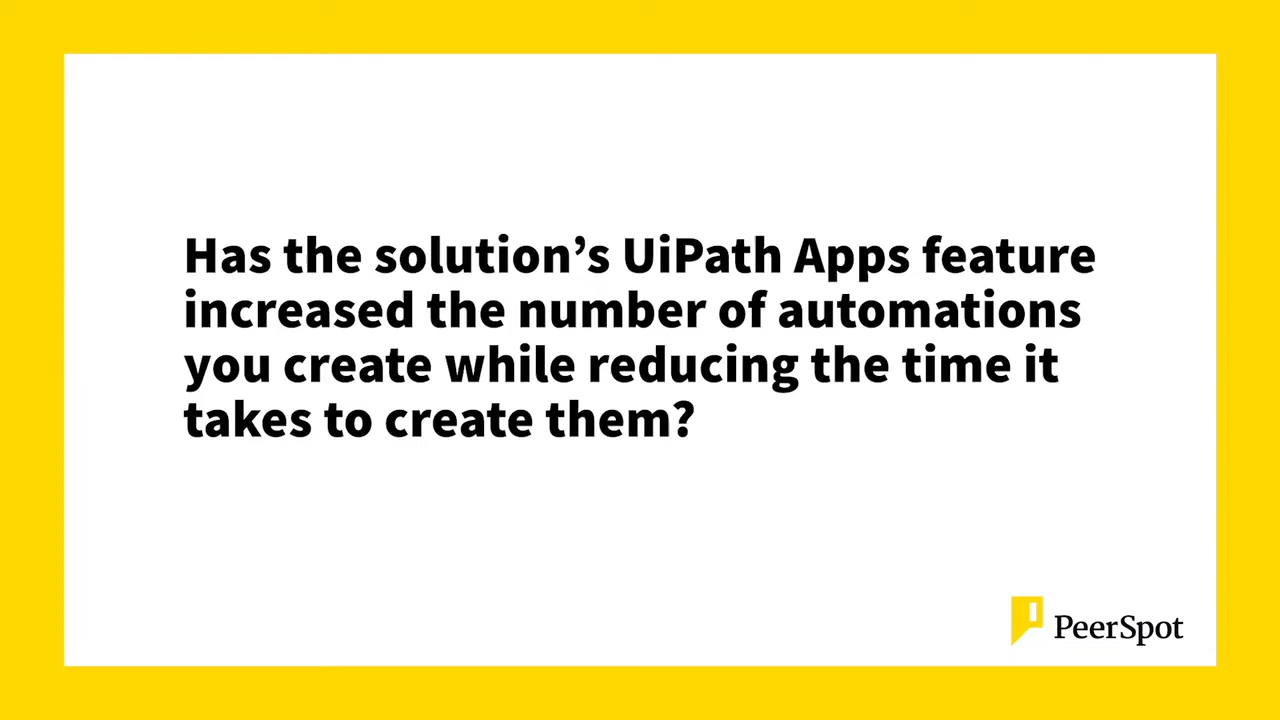 Has the solution’s UiPath Apps feature
increased the number of automations
you create while reducing the time it
takes to create them?
PeerSpot